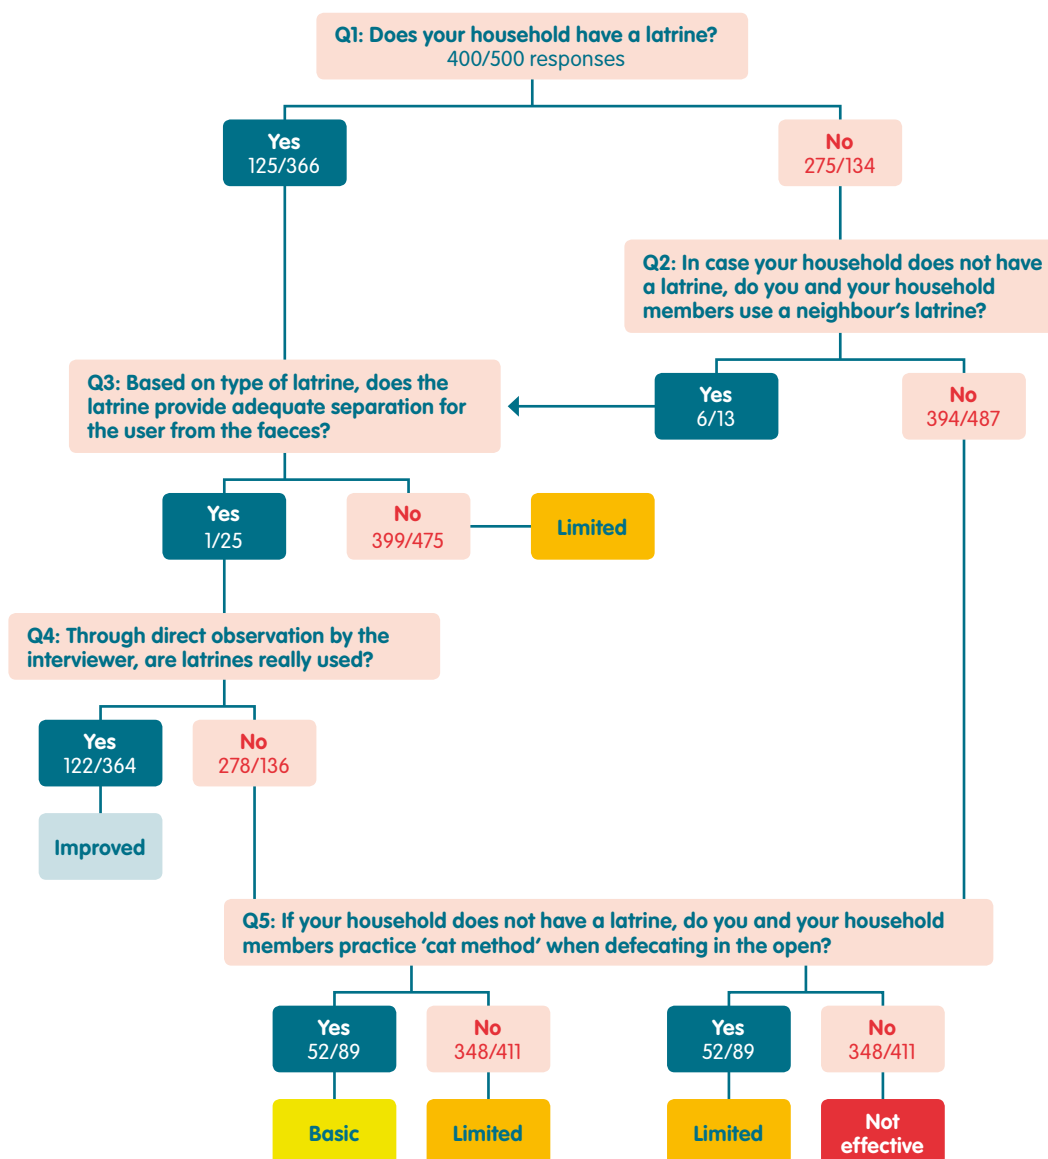 Q1: Does your household have a latrine?
400/500 responses
Yes
125/366
No
275/134
Q2: In case your household does not have
a latrine, do you and your household
members use a neighbour's latrine?
Yes
6/13
No
394/487
Q3: Based on type of latrine, does the
latrine provide adequate separation for
the user from the faeces?
Yes
1/25
No
399/475
Limited
Q4: Through direct observation by the
interviewer, are latrines really used?
Yes
122/364
No
278/136
Improved
Q5: If your household does not have a latrine, do you and your household
members practice ‘cat method’ when defecating in the open?
Yes
52/89
No
348/411
Yes
52/89
No
348/411
Basic
Limited
Limited
Not
effective